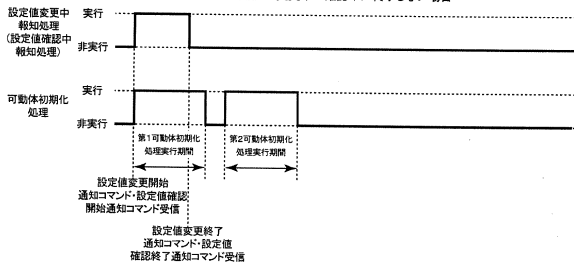 設定値変更中
報知処理
(設定値確認中
報知処理)
実行
非実行
可動体初期化
処理
実行
非実行
第1可動体初期化
処理実行期間
第2可動体初期化
処理実行期間
設定値変更開始
通知コマンド・設定値確認
開始通知コマンド受信
設定値変更終了
通知コマンド・設定値
確認終了通知コマンド受信